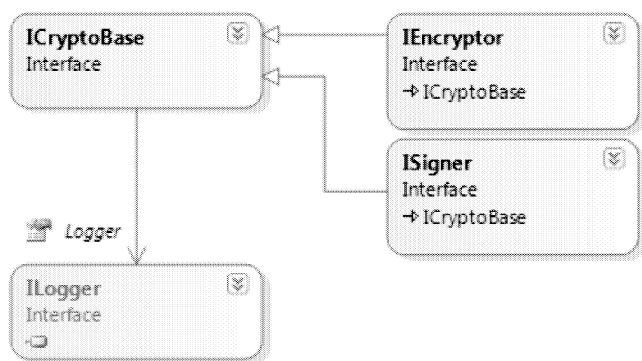 ICryptoBase
Interface
IEncryptor
Interface
ICryptoBase
ISigner
Interface
ICryptoBase
Logger
ILogger
Interface